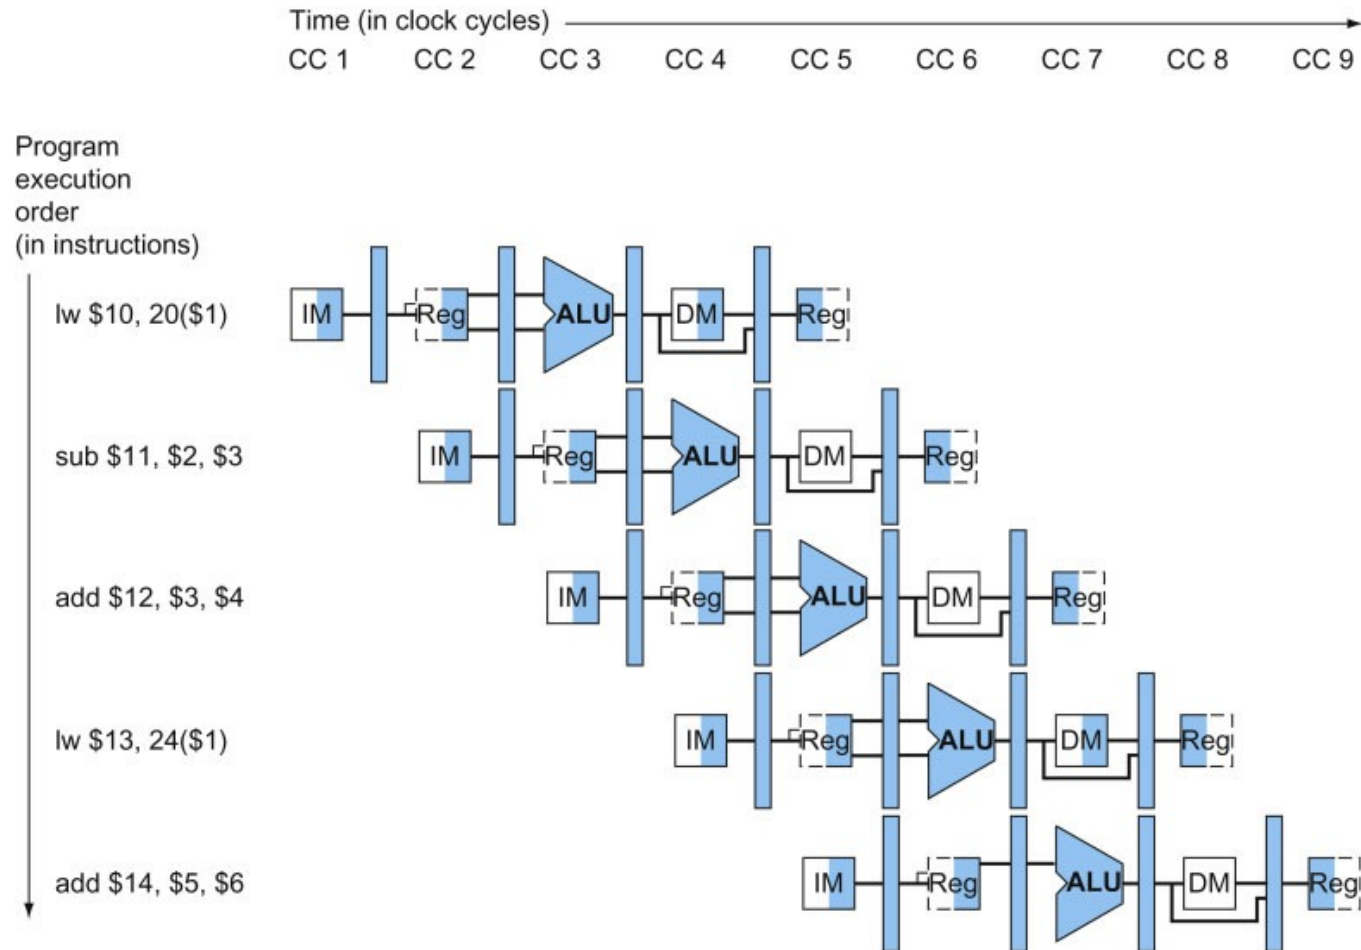 Time (in clock cycles)
CC 1 CC 2 CC 3 CC 4 CC 5 CC 6 CC 7 CC 8 CC 9
Program
execution
order
(in instructions)
lw $10, 20($1) IM Reg ALU DM Reg
sub $11, $2, $3 IM Reg ALU DM Reg
add $12, $3, $4 IM Reg ALU DM Reg
lw $13, 24($1) IM Reg ALU DM Reg
add $14, $5, $6 IM Reg ALU DM Reg